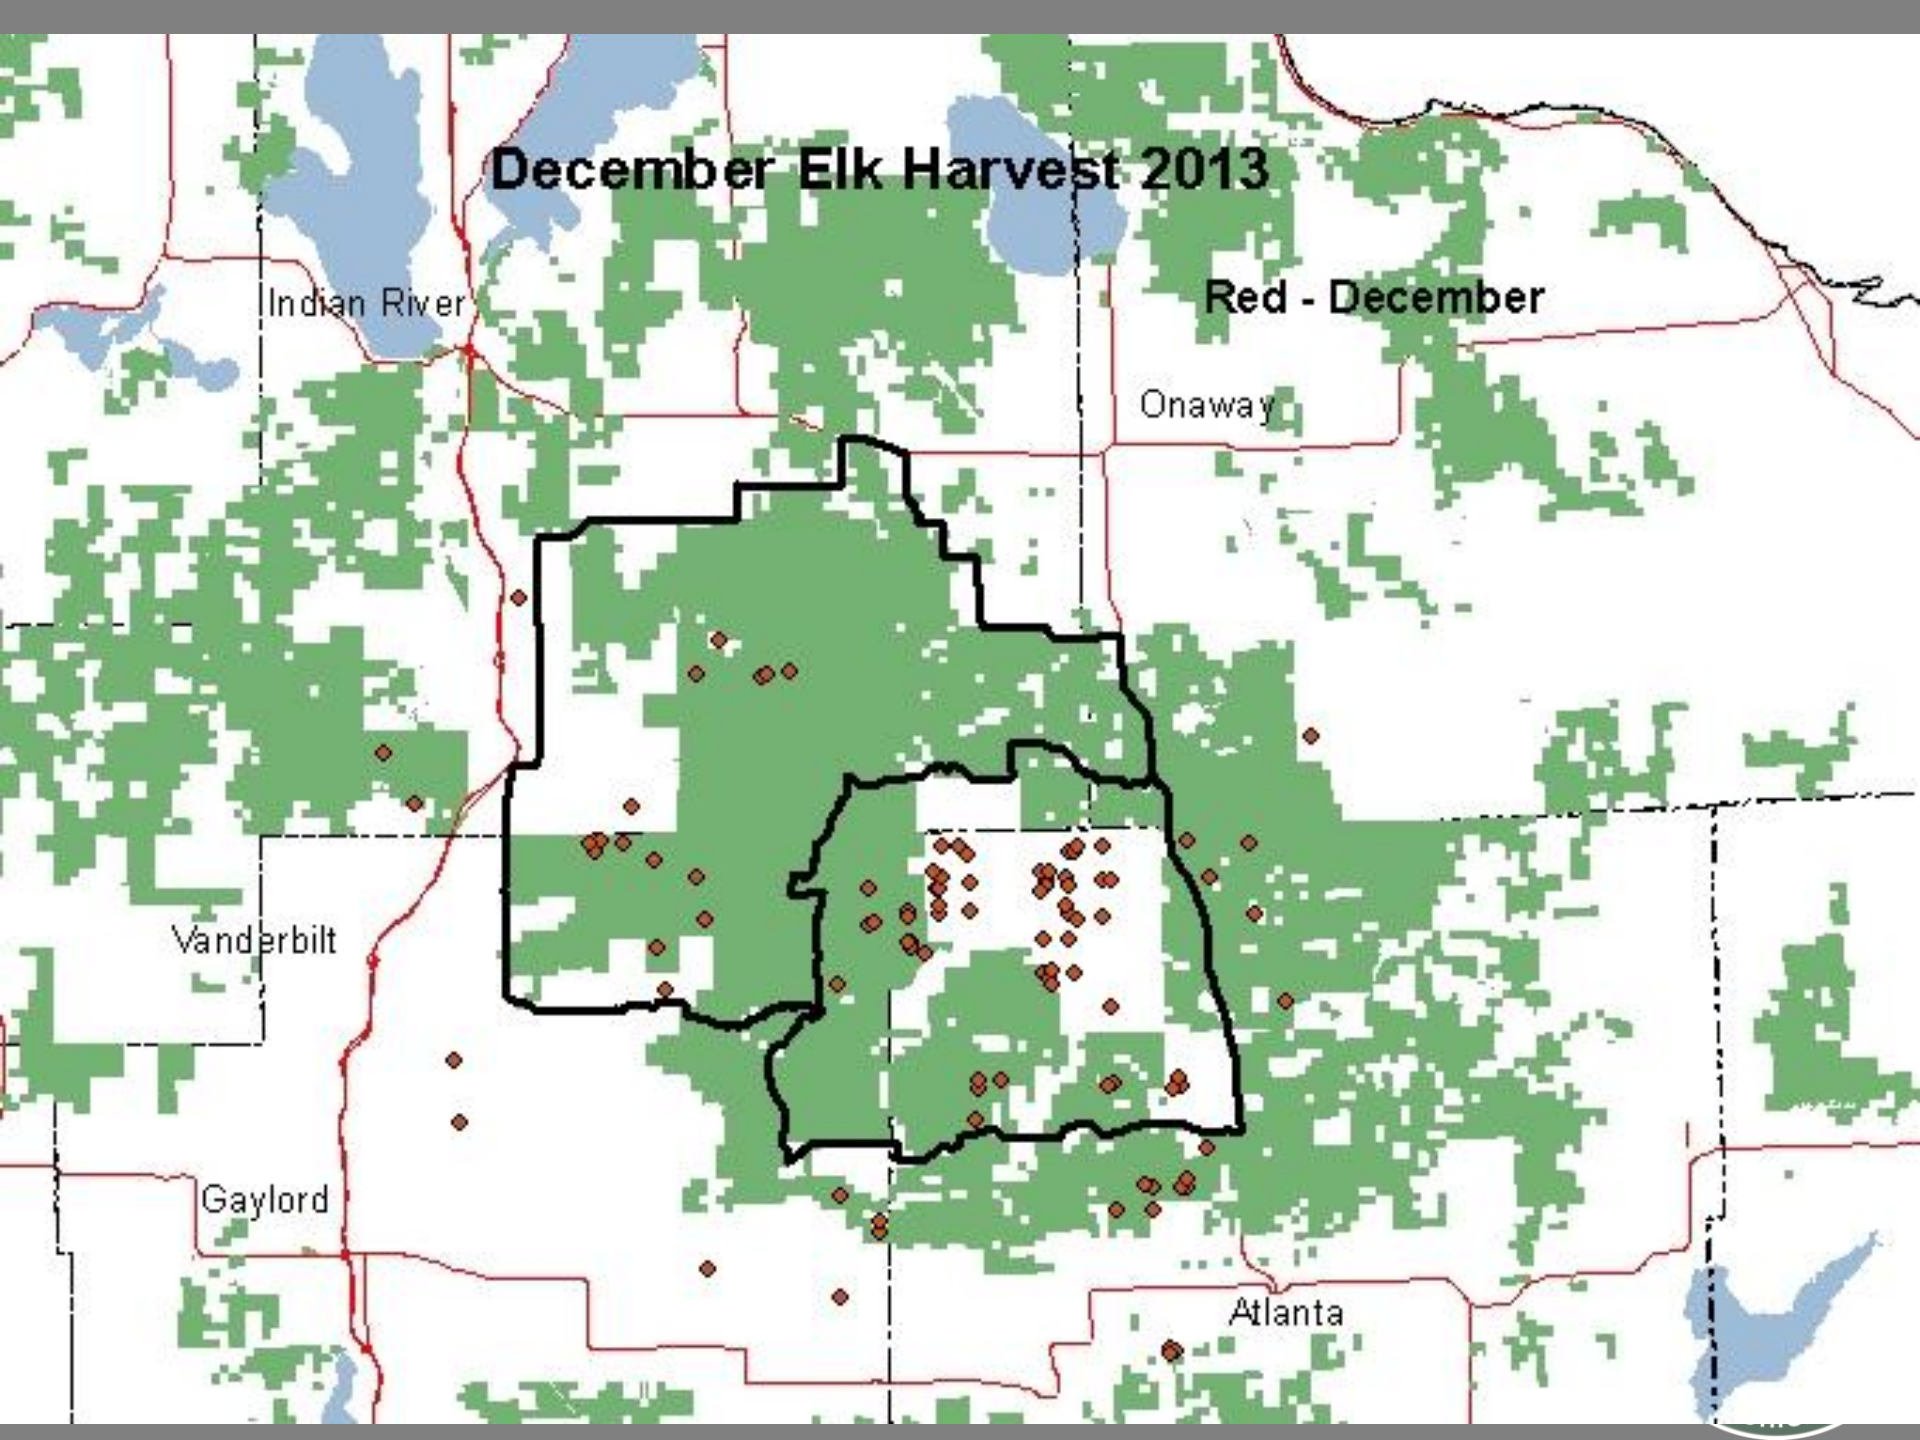 December Elk Harvest 2013
Indian River
Red - December
Onaway
Vanderbilt
Gaylord
Atlanta